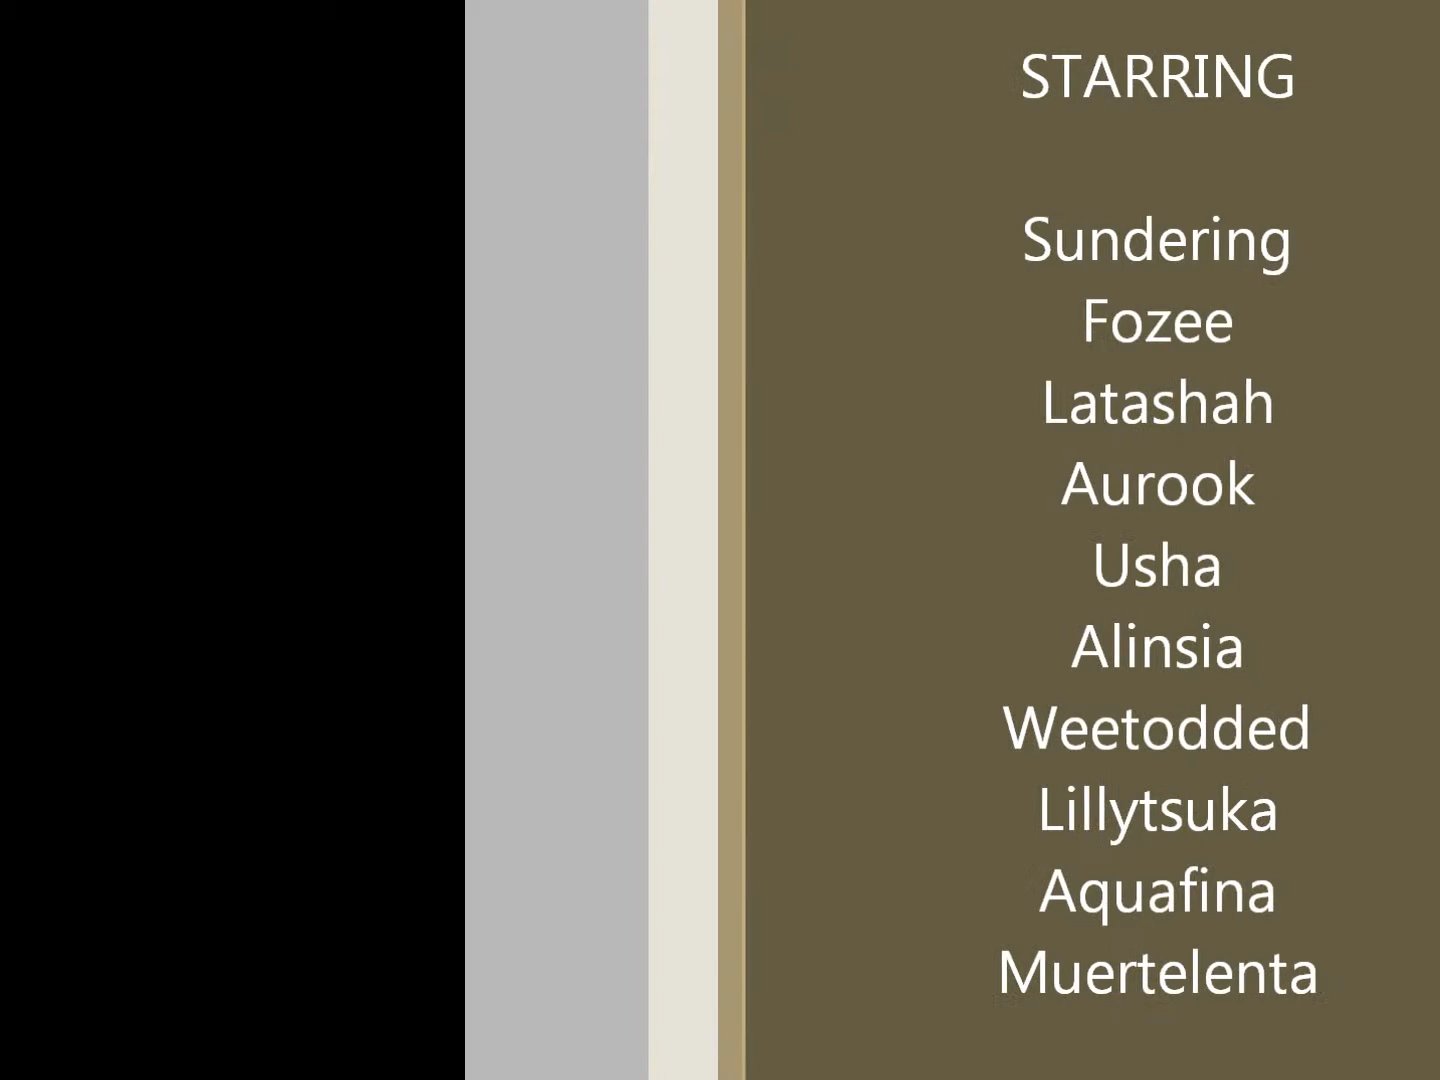 STARRING
Sundering
Fozee
Latashah
Aurook
Usha
Alinsia
Weetodded
Lillytsuka
Aquafina
Muertelenta